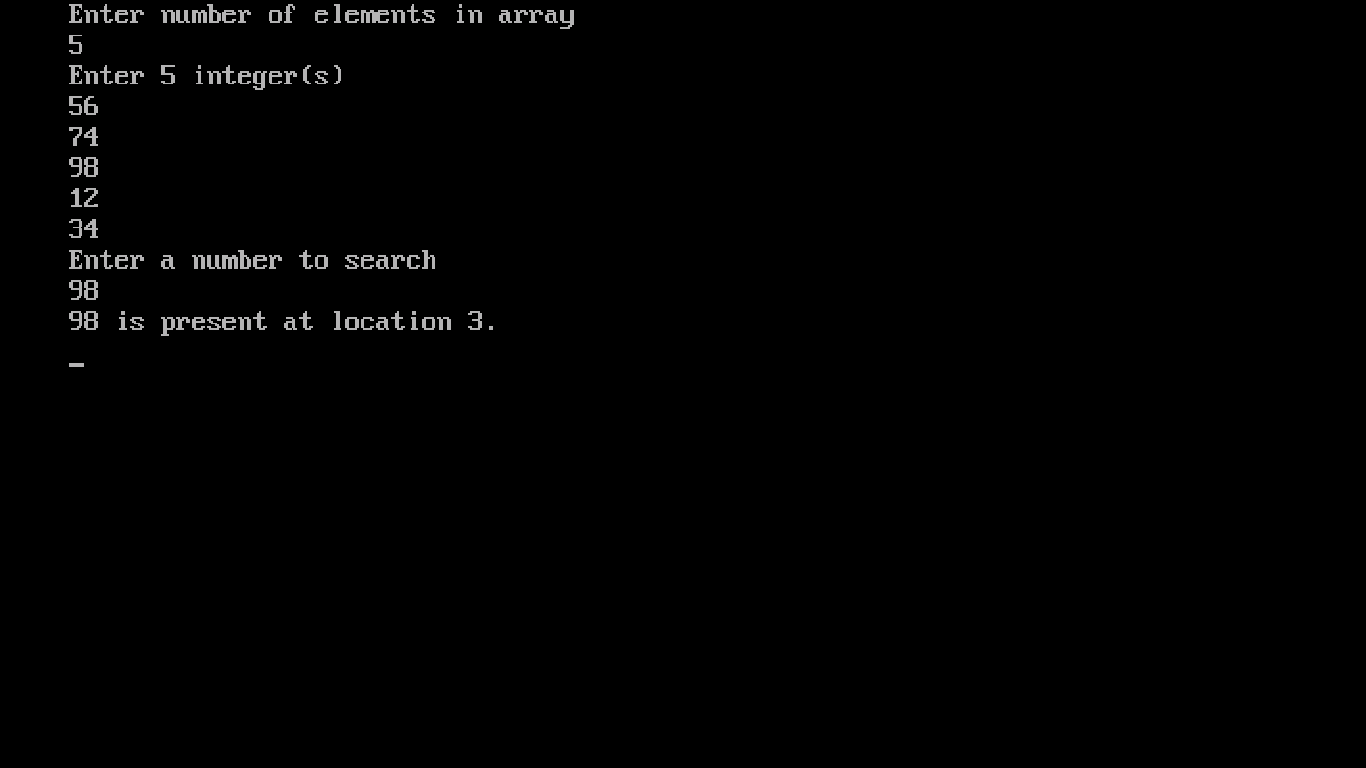 Enter number of elements in array
5
Enter 5 integer(s)
56
74
98
12
34
Enter a number to search
98
98 is present at location 3.